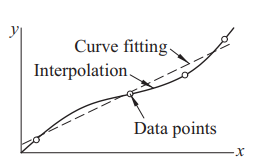 y
Curve fitting
Interpolation
Data points
x